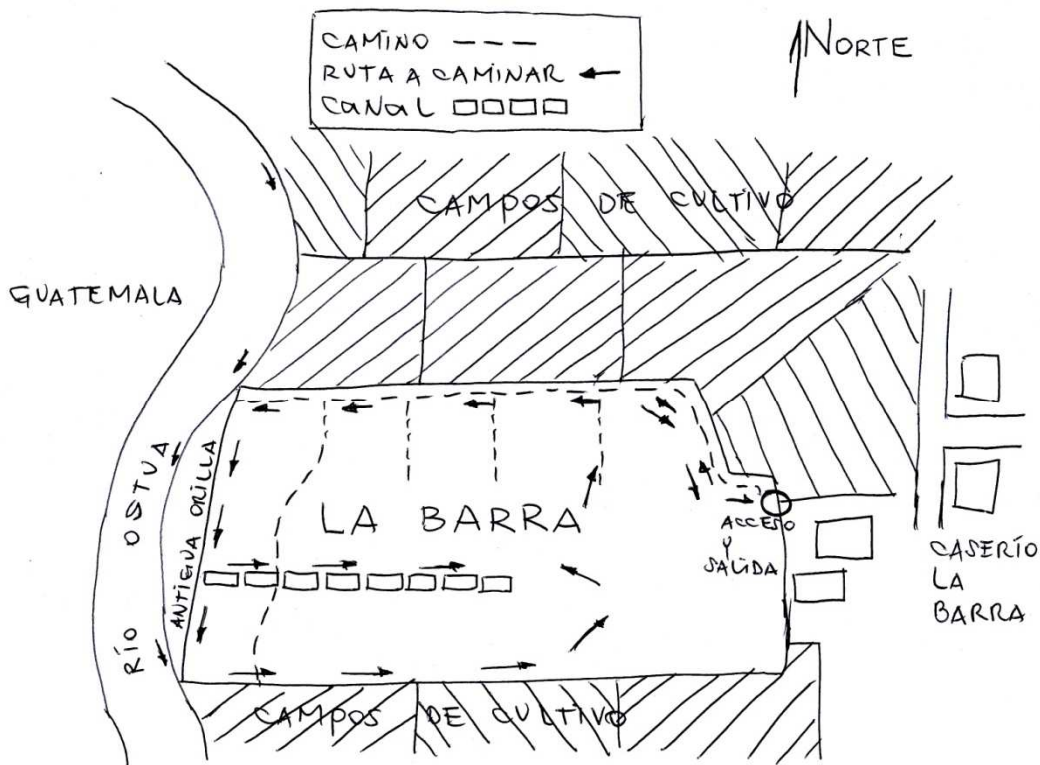 CAMINO
RUTA A CAMINAR
CANAL
NORTE
CAMPOS DE CULTIVO
GUATEMALA
RÍO OSTUA
ANTIGUA ORILLA
LA BARRA
ACCESO
Y
SALIDA
CASERÍO
LA
BARRA
CAMPOS DE CULTIVO